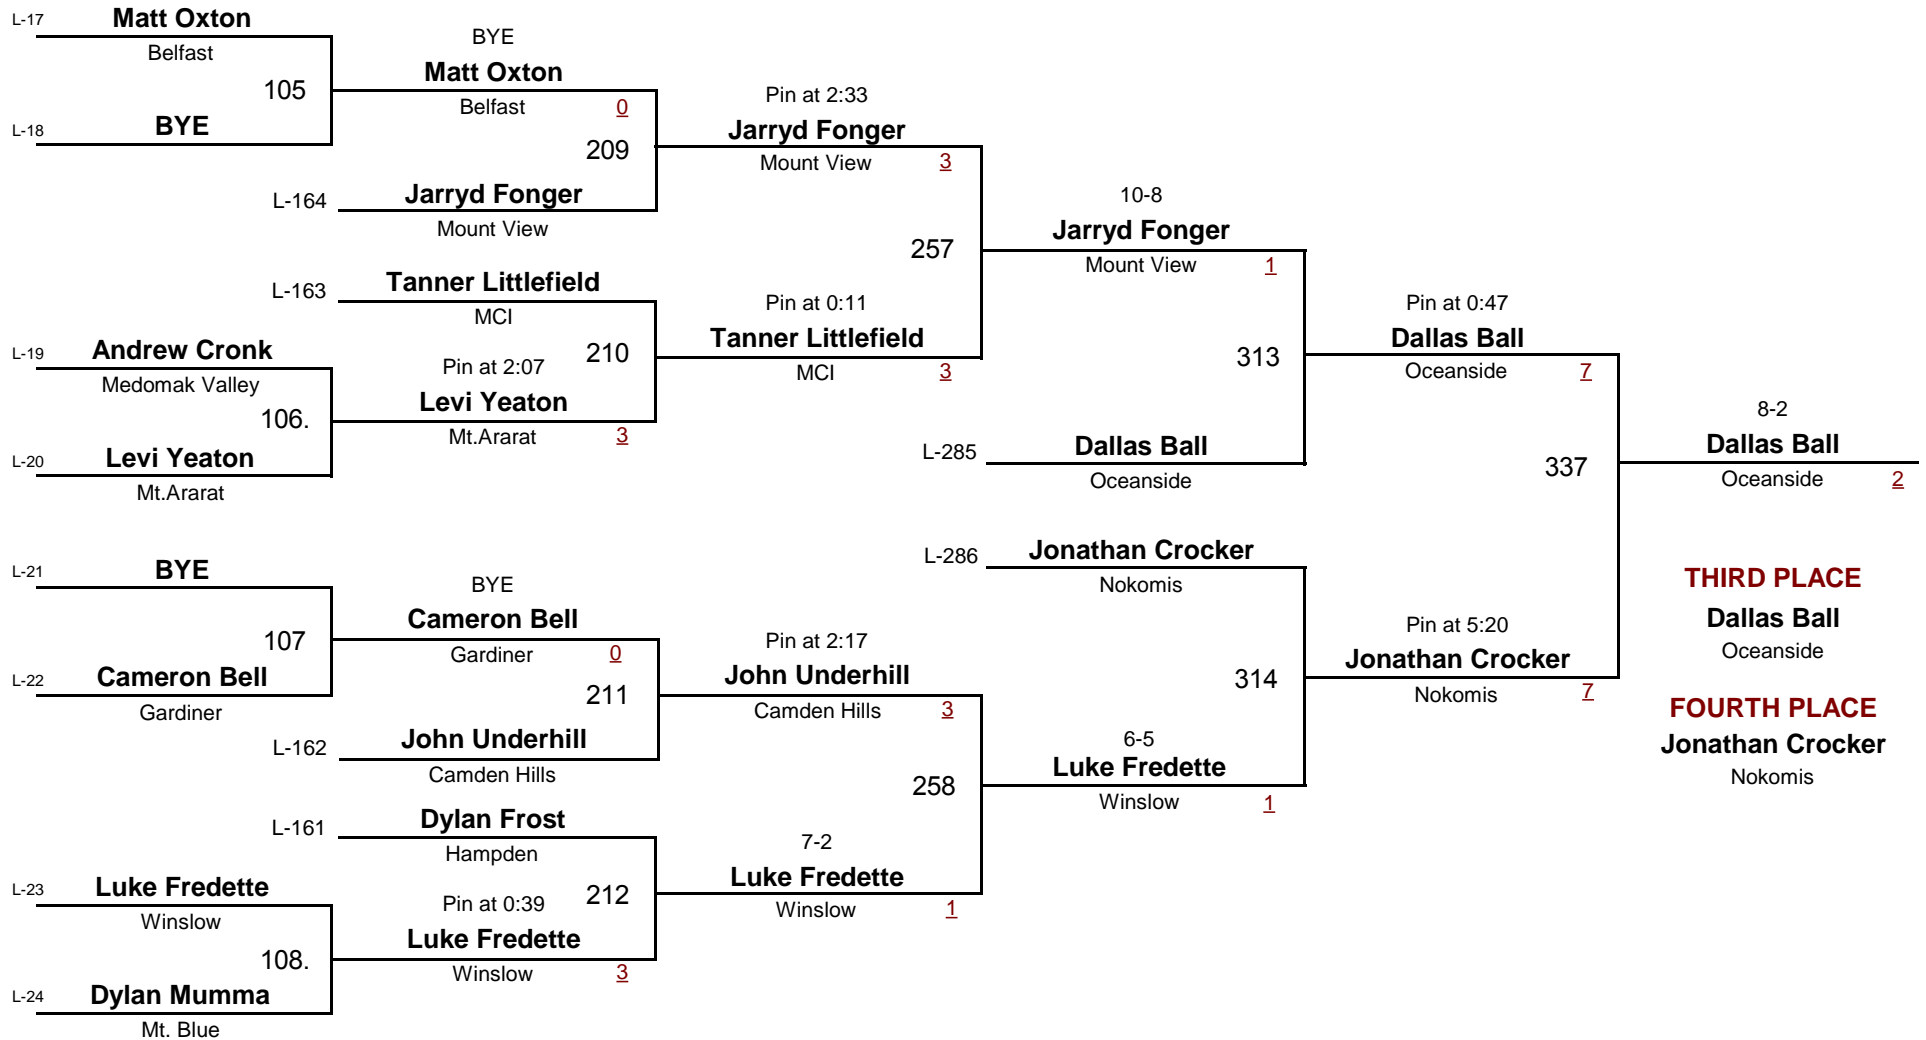 L-17
Matt Oxton
Belfast
105
L-18
BYE
BYE
Matt Oxton
Belfast
0
209
L-164
Jarryd Fonger
Mount View
Pin at 2:33
Jarryd Fonger
Mount View
3
257
L-163
Tanner Littlefield
MCI
210
L-19
Andrew Cronk
Medomak Valley
106.
L-20
Levi Yeaton
Mt.Ararat
Pin at 2:07
Levi Yeaton
Mt.Ararat
3
Pin at 0:11
Tanner Littlefield
MCI
3
10-8
Jarryd Fonger
Mount View
1
313
L-285
Dallas Ball
Oceanside
Pin at 0:47
Dallas Ball
Oceanside
7
337
8-2
Dallas Ball
Oceanside
2
L-21
BYE
107
L-22
Cameron Bell
Gardiner
BYE
Cameron Bell
Gardiner
0
211
L-162
John Underhill
Camden Hills
Pin at 2:17
John Underhill
Camden Hills
3
258
L-161
Dylan Frost
Hampden
212
L-23
Luke Fredette
Winslow
108.
L-24
Dylan Mumma
Mt. Blue
Pin at 0:39
Luke Fredette
Winslow
3
7-2
Luke Fredette
Winslow
1
L-286
Jonathan Crocker
Nokomis
314
6-5
Luke Fredette
Winslow
1
Pin at 5:20
Jonathan Crocker
Nokomis
7
THIRD PLACE
Dallas Ball
Oceanside
FOURTH PLACE
Jonathan Crocker
Nokomis